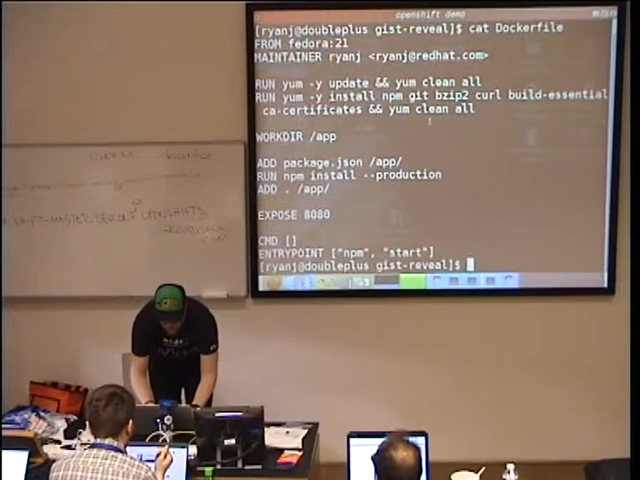 openshift demo
[ryanj@doubleplus gist-reveal]$ cat Dockerfile
FROM fedora:21
MAINTAINER ryanj <ryanj@redhat.com>
RUN yum -y update && yum clean all
RUN yum -y install npm git bzip2 curl build-essential
ca-certificates && yum clean all
WORKDIR /app
ADD package.json /app/
RUN npm install --production
ADD . /app/
EXPOSE 8080
CMD []
ENTRYPOINT ["npm", "start"]
[ryanj@doubleplus gist-reveal]$